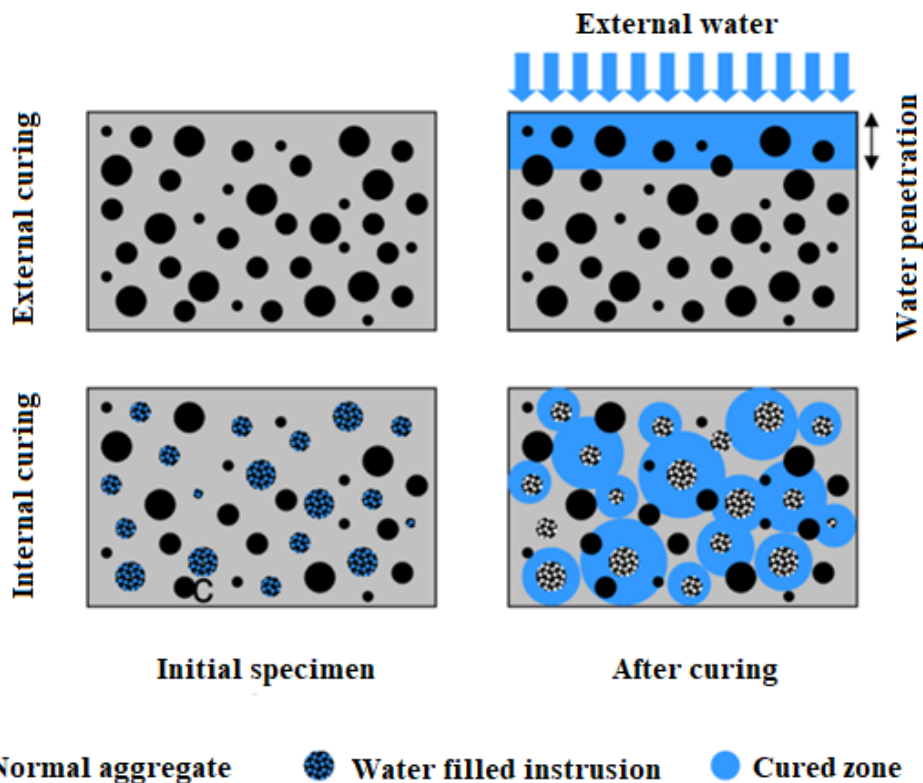 External water
External curing
Water penetration
Internal curing
C
Initial specimen
After curing
Normal aggregate
Water filled instrusion
Cured zone